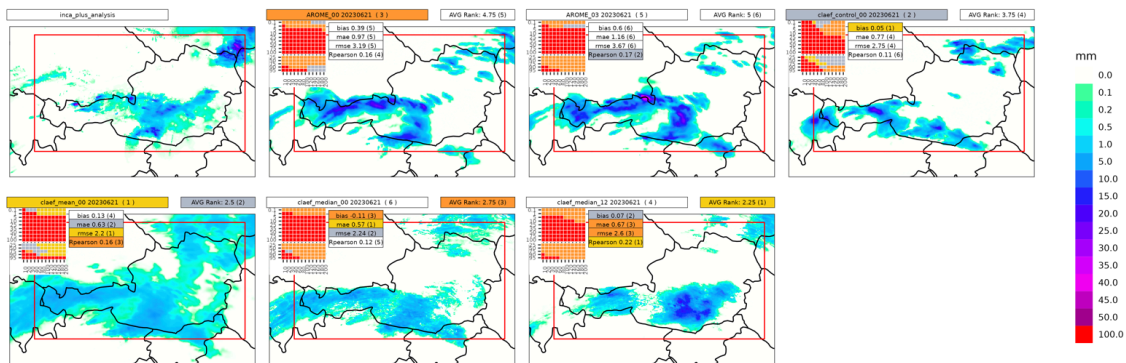 inca_plus_analysis
AROME_00 20230621 ( 3 )
AVG Rank: 4.75 (5)
bias 0.39 (5)
mae 0.97 (5)
rmse 3.19 (5)
Rpearson 0.16 (4)
AROME_03 20230621 ( 5 )
AVG Rank: 5 (6)
bias 0.6 (6)
mae 1.16 (6)
rmse 3.67 (6)
Rpearson 0.17 (2)
claef_control_00 20230621 ( 2 )
AVG Rank: 3.75 (4)
bias 0.05 (1)
mae 0.77 (4)
rmse 2.75 (4)
Rpearson 0.11 (6)
claef_mean_00 20230621 ( 1 )
AVG Rank: 2.5 (2)
bias 0.13 (4)
mae 0.63 (2)
rmse 2.2 (1)
Rpearson 0.16 (3)
claef_median_00 20230621 ( 6 )
AVG Rank: 2.75 (3)
bias -0.11 (3)
mae 0.57 (1)
rmse 2.24 (2)
Rpearson 0.12 (5)
claef_median_12 20230621 ( 4 )
AVG Rank: 2.25 (1)
bias 0.07 (2)
mae 0.67 (3)
rmse 2.6 (3)
Rpearson 0.22 (1)
mm
0.0
0.1
0.2
0.5
1.0
5.0
10.0
15.0
20.0
25.0
30.0
35.0
40.0
45.0
50.0
100.0